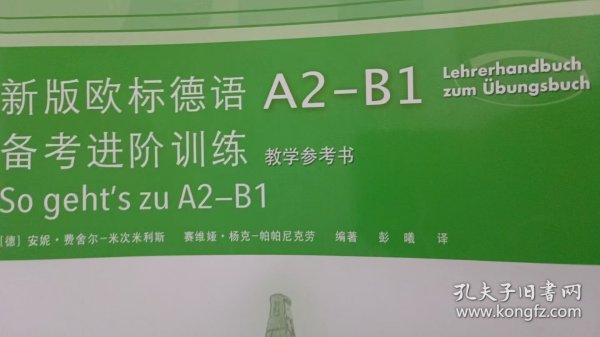 新版欧标德语 A2-B1 Lehrerhandbuch
zum Übungsbuch
备考进阶训练 教学参考书
So geht's zu A2-B1
[德] 安妮·费舍尔-米次米利斯 赛维娅·杨克-帕帕尼克劳 编著 彭曦 译
孔夫子旧书网
www.kongfz.com